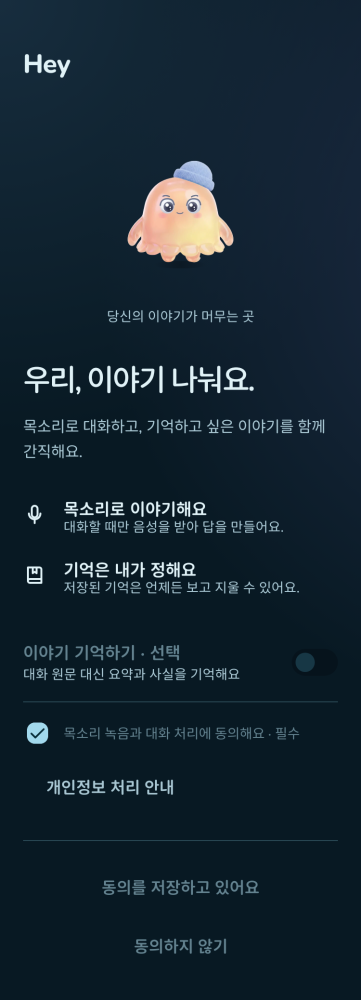 Hey
당신의 이야기가 머무는 곳
우리, 이야기 나눠요.
목소리로 대화하고, 기억하고 싶은 이야기를 함께
간직해요.
목소리로 이야기해요
대화할 때만 음성을 받아 답을 만들어요.
기억은 내가 정해요
저장된 기억은 언제든 보고 지울 수 있어요.
이야기 기억하기 · 선택
대화 원문 대신 요약과 사실을 기억해요
목소리 녹음과 대화 처리에 동의해요 · 필수
개인정보 처리 안내
동의를 저장하고 있어요
동의하지 않기